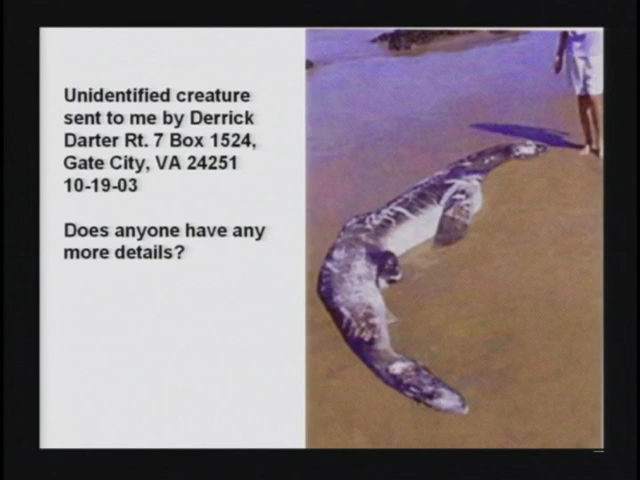 Unidentified creature
sent to me by Derrick
Darter Rt. 7 Box 1524,
Gate City, VA 24251
10-19-03
Does anyone have any
more details?